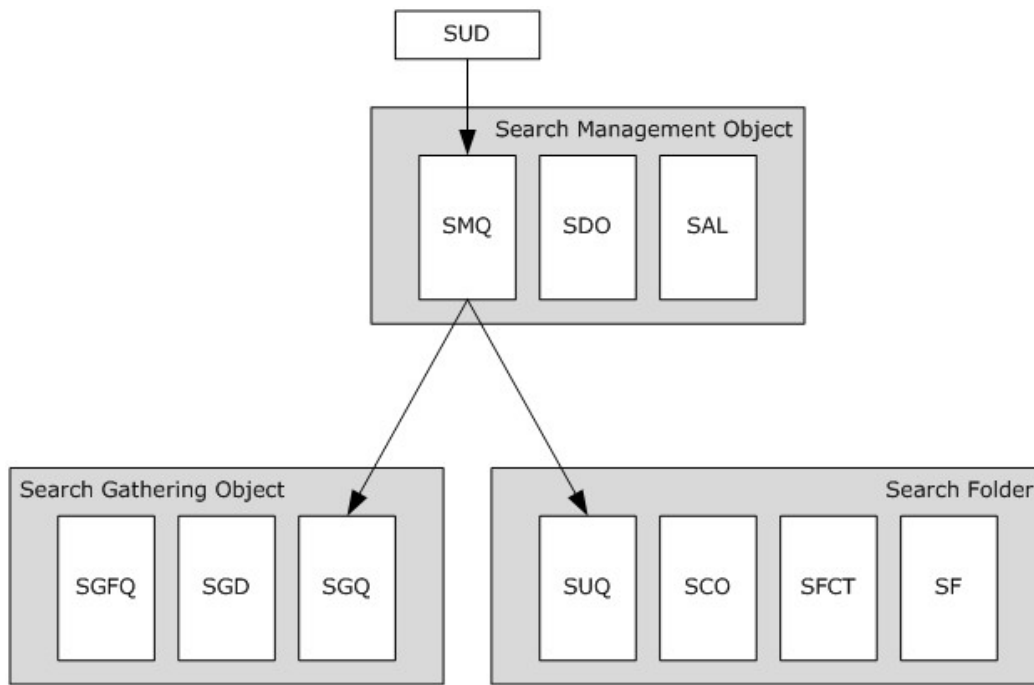 SUD
Search Management Object
SMQ
SDO
SAL
Search Gathering Object
SGFQ
SGD
SGQ
Search Folder
SUQ
SCO
SFCT
SF